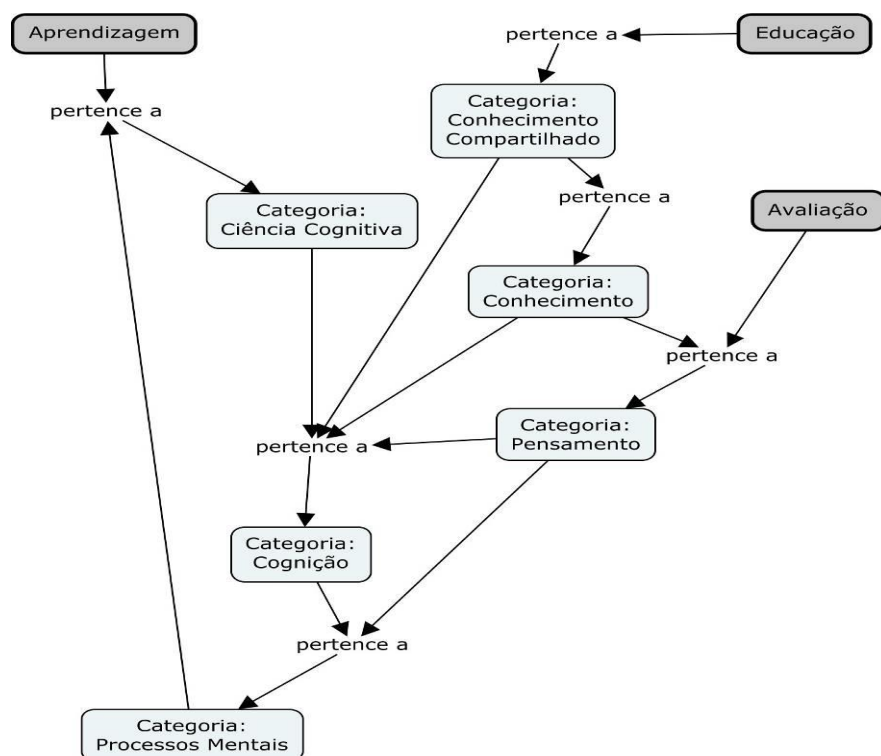 Aprendizagem
pertence a
Educação
pertence a
Categoria:
Conhecimento
Compartilhado
pertence a
Categoria:
Ciência Cognitiva
Avaliação
Categoria:
Conhecimento
pertence a
Categoria:
Pensamento
pertence a
Categoria:
Cognição
pertence a
Categoria:
Processos Mentais